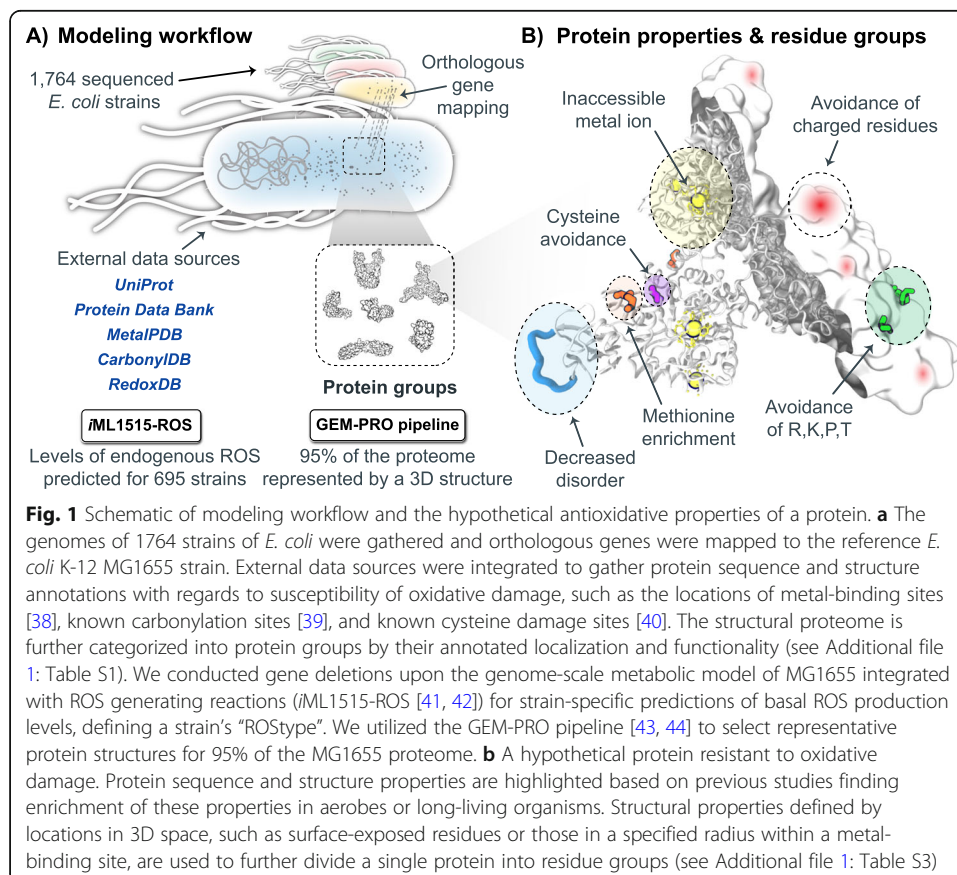 A) Modeling workflow
1,764 sequenced
E. coli strains
Orthologous
gene
mapping
External data sources
UniProt
Protein Data Bank
MetalPDB
CarbonylDB
RedoxDB
Protein groups
iML1515-ROS
Levels of endogenous ROS
predicted for 695 strains
GEM-PRO pipeline
95% of the proteome
represented by a 3D structure
B) Protein properties & residue groups
Inaccessible
metal ion
Avoidance of
charged residues
Cysteine
avoidance
Methionine
enrichment
Avoidance
of R,K,P,T
Decreased
disorder
Fig. 1 Schematic of modeling workflow and the hypothetical antioxidative properties of a protein. a The
genomes of 1764 strains of E. coli were gathered and orthologous genes were mapped to the reference E.
coli K-12 MG1655 strain. External data sources were integrated to gather protein sequence and structure
annotations with regards to susceptibility of oxidative damage, such as the locations of metal-binding sites
[38], known carbonylation sites [39], and known cysteine damage sites [40]. The structural proteome is
further categorized into protein groups by their annotated localization and functionality (see Additional file
1: Table S1). We conducted gene deletions upon the genome-scale metabolic model of MG1655 integrated
with ROS generating reactions (iML1515-ROS [41, 42]) for strain-specific predictions of basal ROS production
levels, defining a strain's “ROStype”. We utilized the GEM-PRO pipeline [43, 44] to select representative
protein structures for 95% of the MG1655 proteome. b A hypothetical protein resistant to oxidative
damage. Protein sequence and structure properties are highlighted based on previous studies finding
enrichment of these properties in aerobes or long-living organisms. Structural properties defined by
locations in 3D space, such as surface-exposed residues or those in a specified radius within a metal-
binding site, are used to further divide a single protein into residue groups (see Additional file 1: Table S3)